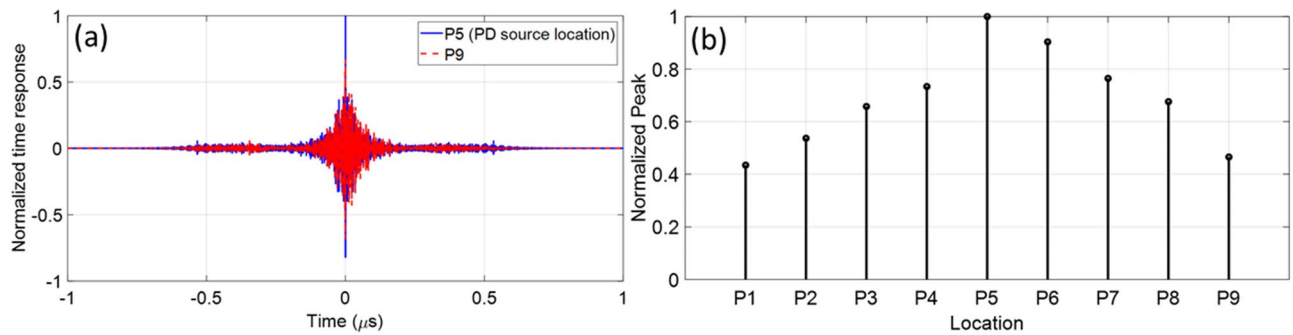 (a)
P5 (PD source location)
P9
1
0.5
0
-0.5
-1
Normalized time response
-1
-0.5
0
0.5
1
Time (μs)
(b)
1
0.8
0.6
0.4
0.2
0
Normalized Peak
P1
P2
P3
P4
P5
P6
P7
P8
P9
Location